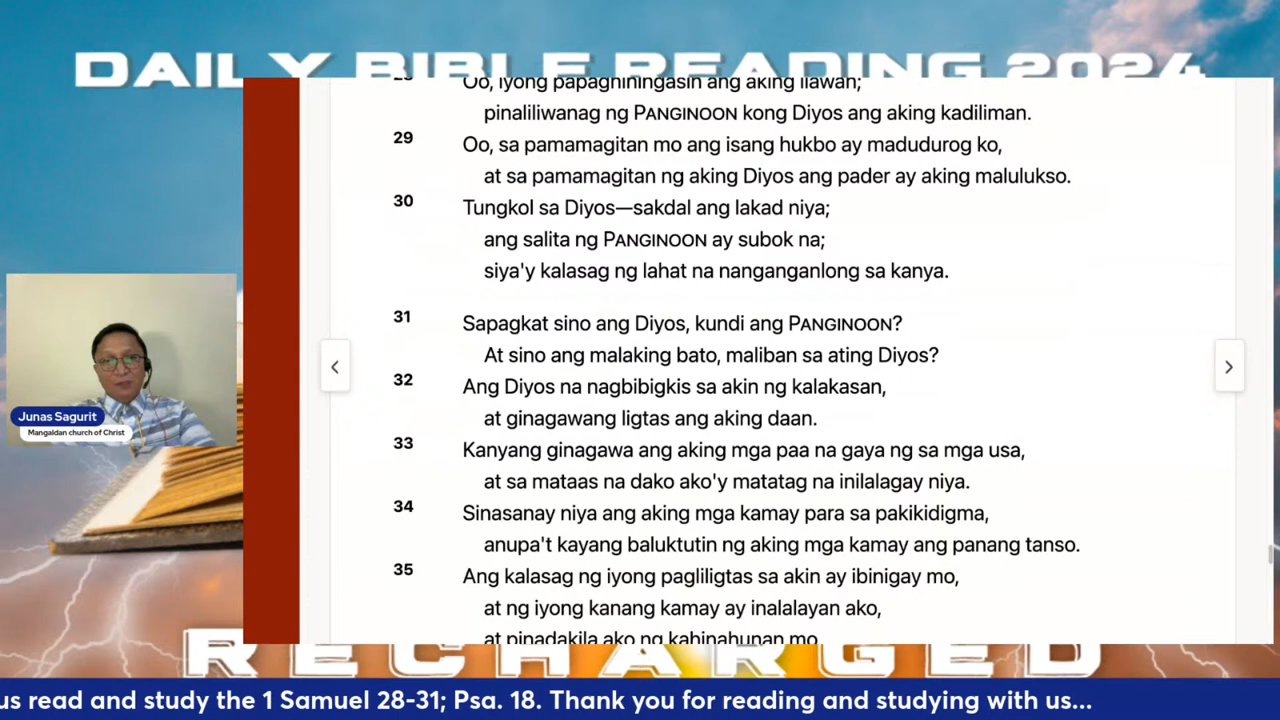 DAILY BIBLE READING 2024
Oo, iyong papagniningasin ang aking ilawan;
pinaliliwanag ng PANGINOON kong Diyos ang aking kadiliman.
29 Oo, sa pamamagitan mo ang isang hukbo ay madudurog ko,
at sa pamamagitan ng aking Diyos ang pader ay aking malulukso.
30 Tungkol sa Diyos—sakdal ang lakad niya;
ang salita ng PANGINOON ay subok na;
siya'y kalasag ng lahat na nanganganlong sa kanya.
31 Sapagkat sino ang Diyos, kundi ang PANGINOON?
At sino ang malaking bato, maliban sa ating Diyos?
32 Ang Diyos na nagbibigkis sa akin ng kalakasan,
at ginagawang ligtas ang aking daan.
33 Kanyang ginagawa ang aking mga paa na gaya ng sa mga usa,
at sa mataas na dako ako'y matatag na inilalagay niya.
34 Sinasanay niya ang aking mga kamay para sa pakikidigma,
anupa't kayang baluktutin ng aking mga kamay ang panang tanso.
35 Ang kalasag ng iyong pagliligtas sa akin ay ibinigay mo,
at ng iyong kanang kamay ay inalalayan ako,
at pinadakila ako ng kahinahunan mo.
Junas Sagurit
Mangaldan church of Christ
RECHARGED
us read and study the 1 Samuel 28-31; Psa. 18. Thank you for reading and studying with us...